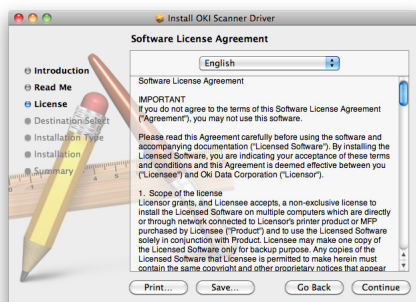 Install OKI Scanner Driver
Software License Agreement
English
Introduction
Read Me
License
Destination Select
Installation Type
Installation
Summary
Software License Agreement
IMPORTANT
If you do not agree to the terms of this Software License Agreement
("Agreement"), you may not use this software.
Please read this Agreement carefully before using the software and
accompanying documentation ("Licensed Software"). By installing the
Licensed Software, you are indicating your acceptance of these terms
and conditions and this Agreement is deemed effective between you
("Licensee") and Oki Data Corporation ("Licensor").
1. Scope of the license
Licensor grants, and Licensee accepts, a non-exclusive license to
install the Licensed Software on multiple computers which are directly
or through network connected to Licensor's printer product or MFP
purchased by Licensee ("Product") and to use the Licensed Software
solely in conjunction with Product. Licensee may make one copy of
the Licensed Software only for backup purpose. Any copies of the
Licensed Software that Licensee is permitted to make herein must
contain the same copyright and other proprietary notices that appear
Print...
Save...
Go Back
Continue